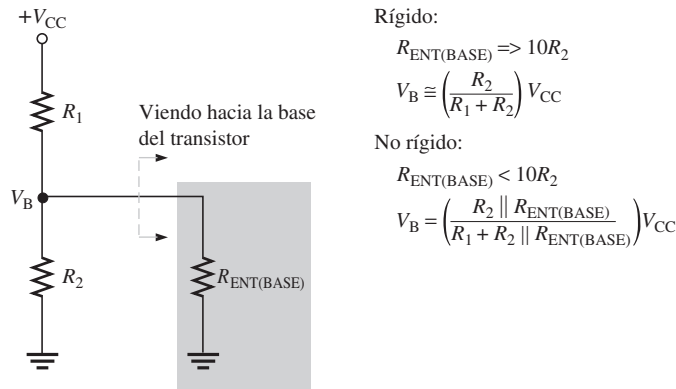 +V_CC
R_1
Viendo hacia la base
del transistor
V_B
R_2
R_ENT(BASE)
Rígido:
R_ENT(BASE) => 10R_2
V_B ≅ (R_2 / (R_1 + R_2)) V_CC
No rígido:
R_ENT(BASE) < 10R_2
V_B = (R_2 || R_ENT(BASE) / (R_1 + R_2 || R_ENT(BASE))) V_CC